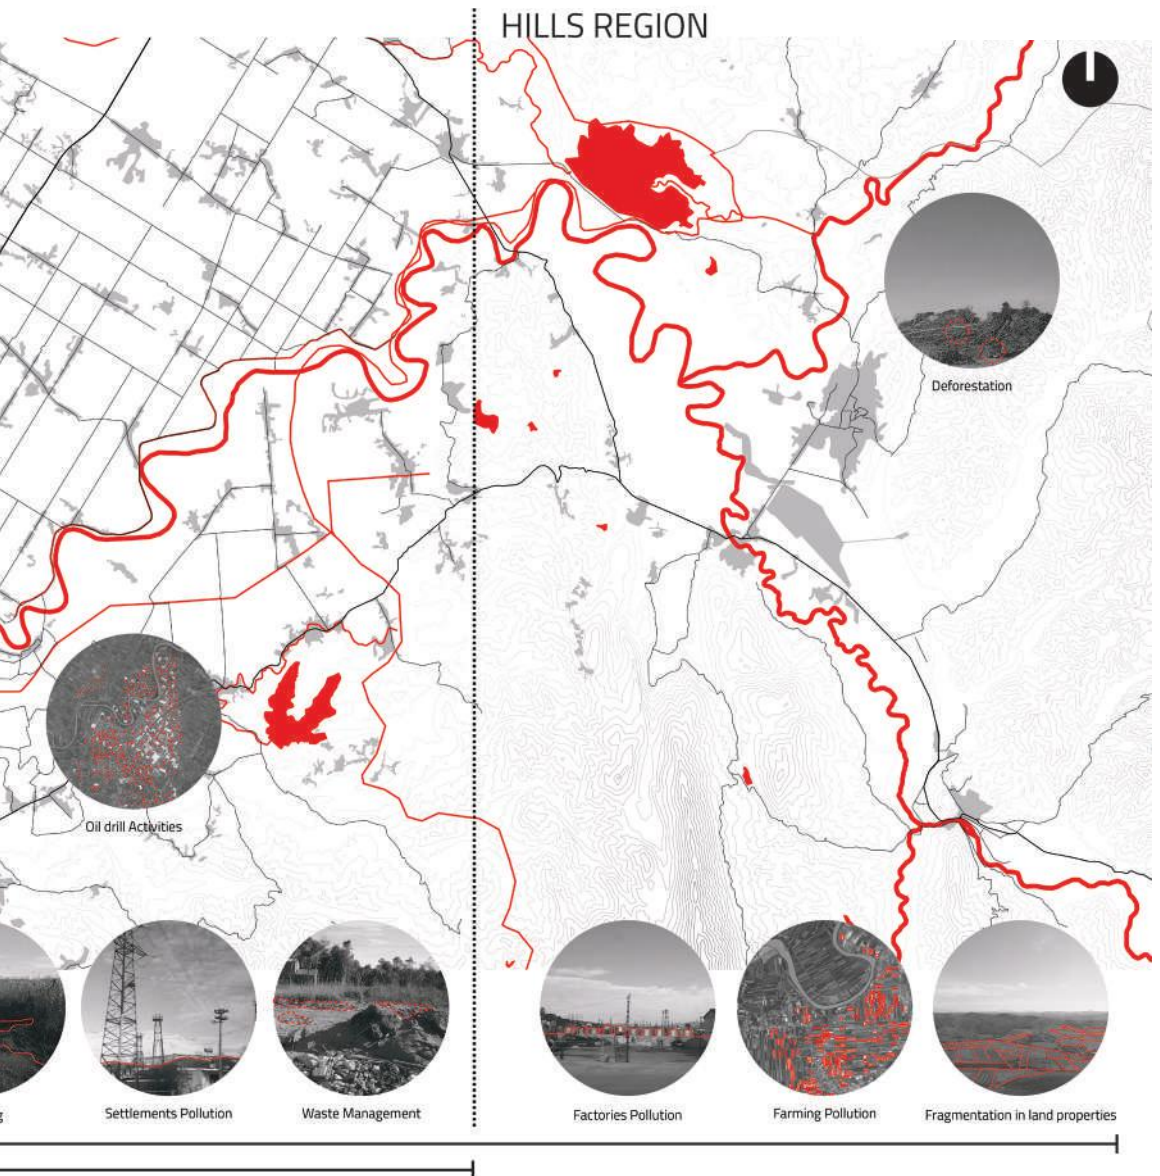 HILLS REGION
Deforestation
Oil drill Activities
Settlements Pollution
Waste Management
Factories Pollution
Farming Pollution
Fragmentation in land properties